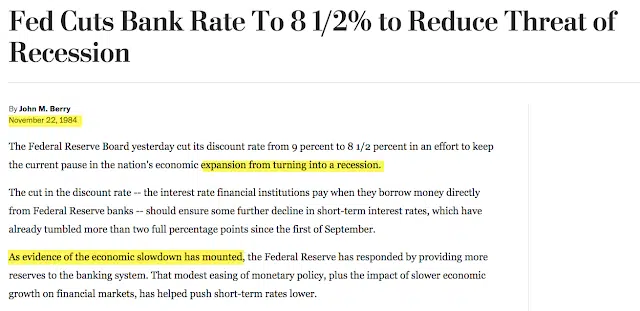 Fed Cuts Bank Rate To 8 1/2% to Reduce Threat of
Recession
By John M. Berry
November 22, 1984
The Federal Reserve Board yesterday cut its discount rate from 9 percent to 8 1/2 percent in an effort to keep
the current pause in the nation's economic expansion from turning into a recession.
The cut in the discount rate -- the interest rate financial institutions pay when they borrow money directly
from Federal Reserve banks -- should ensure some further decline in short-term interest rates, which have
already tumbled more than two full percentage points since the first of September.
As evidence of the economic slowdown has mounted, the Federal Reserve has responded by providing more
reserves to the banking system. That modest easing of monetary policy, plus the impact of slower economic
growth on financial markets, has helped push short-term rates lower.